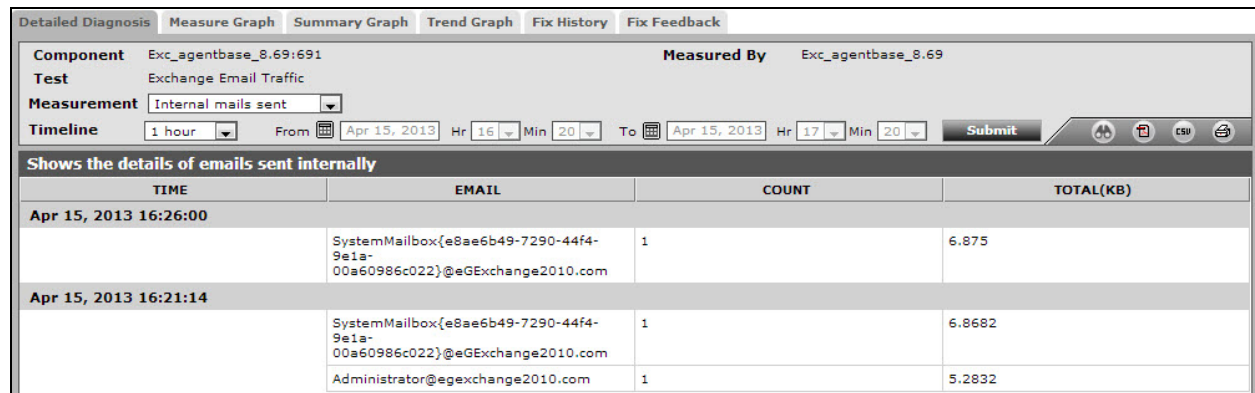 Detailed Diagnosis Measure Graph Summary Graph Trend Graph Fix History Fix Feedback
Component Exc_agentbase_8.69:691 Measured By Exc_agentbase_8.69
Test Exchange Email Traffic
Measurement Internal mails sent
Timeline 1 hour From Apr 15, 2013 Hr 16 Min 20 To Apr 15, 2013 Hr 17 Min 20 Submit CSV
Shows the details of emails sent internally
TIME EMAIL COUNT TOTAL(KB)
Apr 15, 2013 16:26:00
SystemMailbox{e8ae6b49-7290-44f4- 1 6.875
9e1a-
00a60986c022}@eGExchange2010.com
Apr 15, 2013 16:21:14
SystemMailbox{e8ae6b49-7290-44f4- 1 6.8682
9e1a-
00a60986c022}@eGExchange2010.com
Administrator@egexchange2010.com 1 5.2832